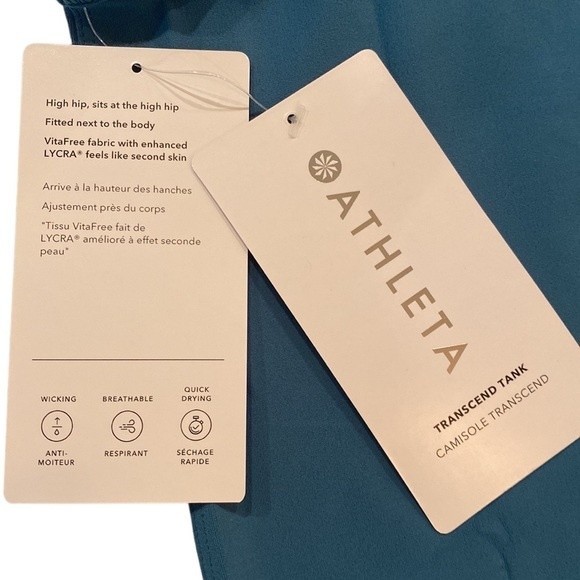 High hip, sits at the high hip
Fitted next to the body
VitaFree fabric with enhanced
LYCRA® feels like second skin
Arrive à la hauteur des hanches
Ajustement près du corps
"Tissu VitaFree fait de
LYCRA® amélioré à effet seconde
peau"
WICKING
ANTI-
MOITEUR
BREATHABLE
RESPIRANT
QUICK
DRYING
SÉCHAGE
RAPIDE
ATHLETA
TRANSCEND TANK
CAMISOLE TRANSCEND